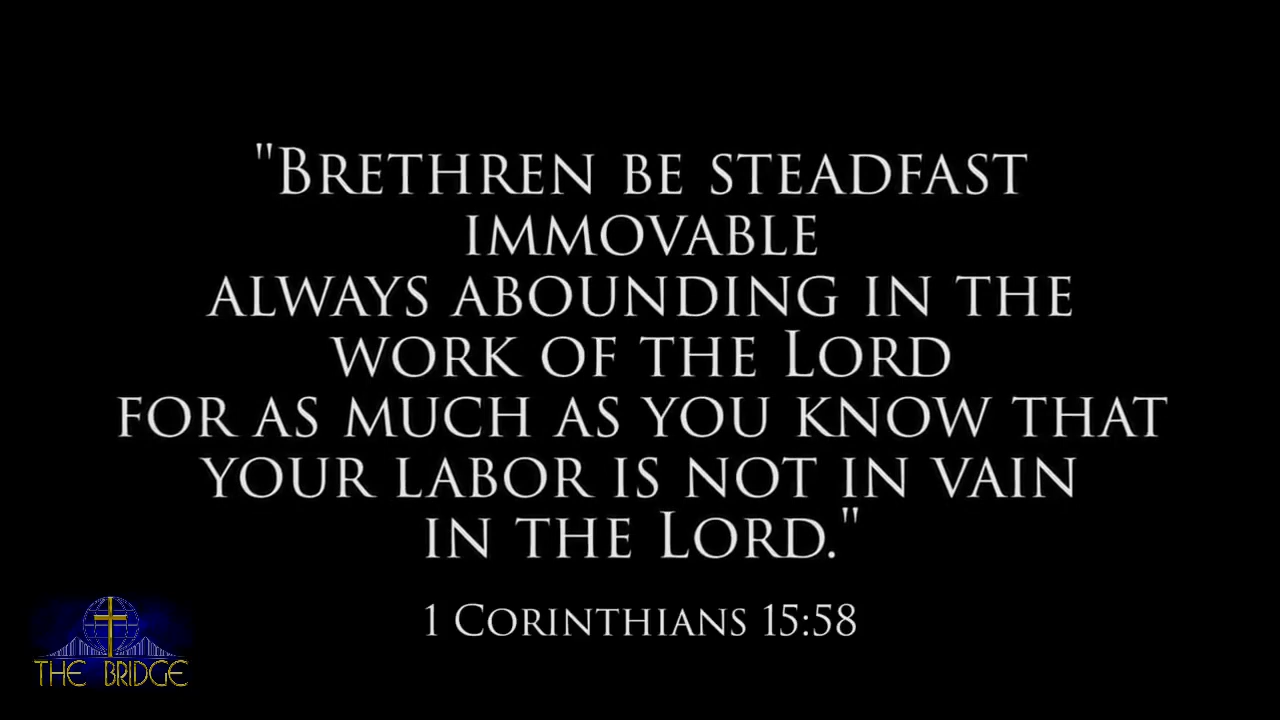 "Brethren be steadfast
immovable
always abounding in the
work of the Lord
for as much as you know that
your labor is not in vain
in the Lord."
1 Corinthians 15:58
THE BRIDGE